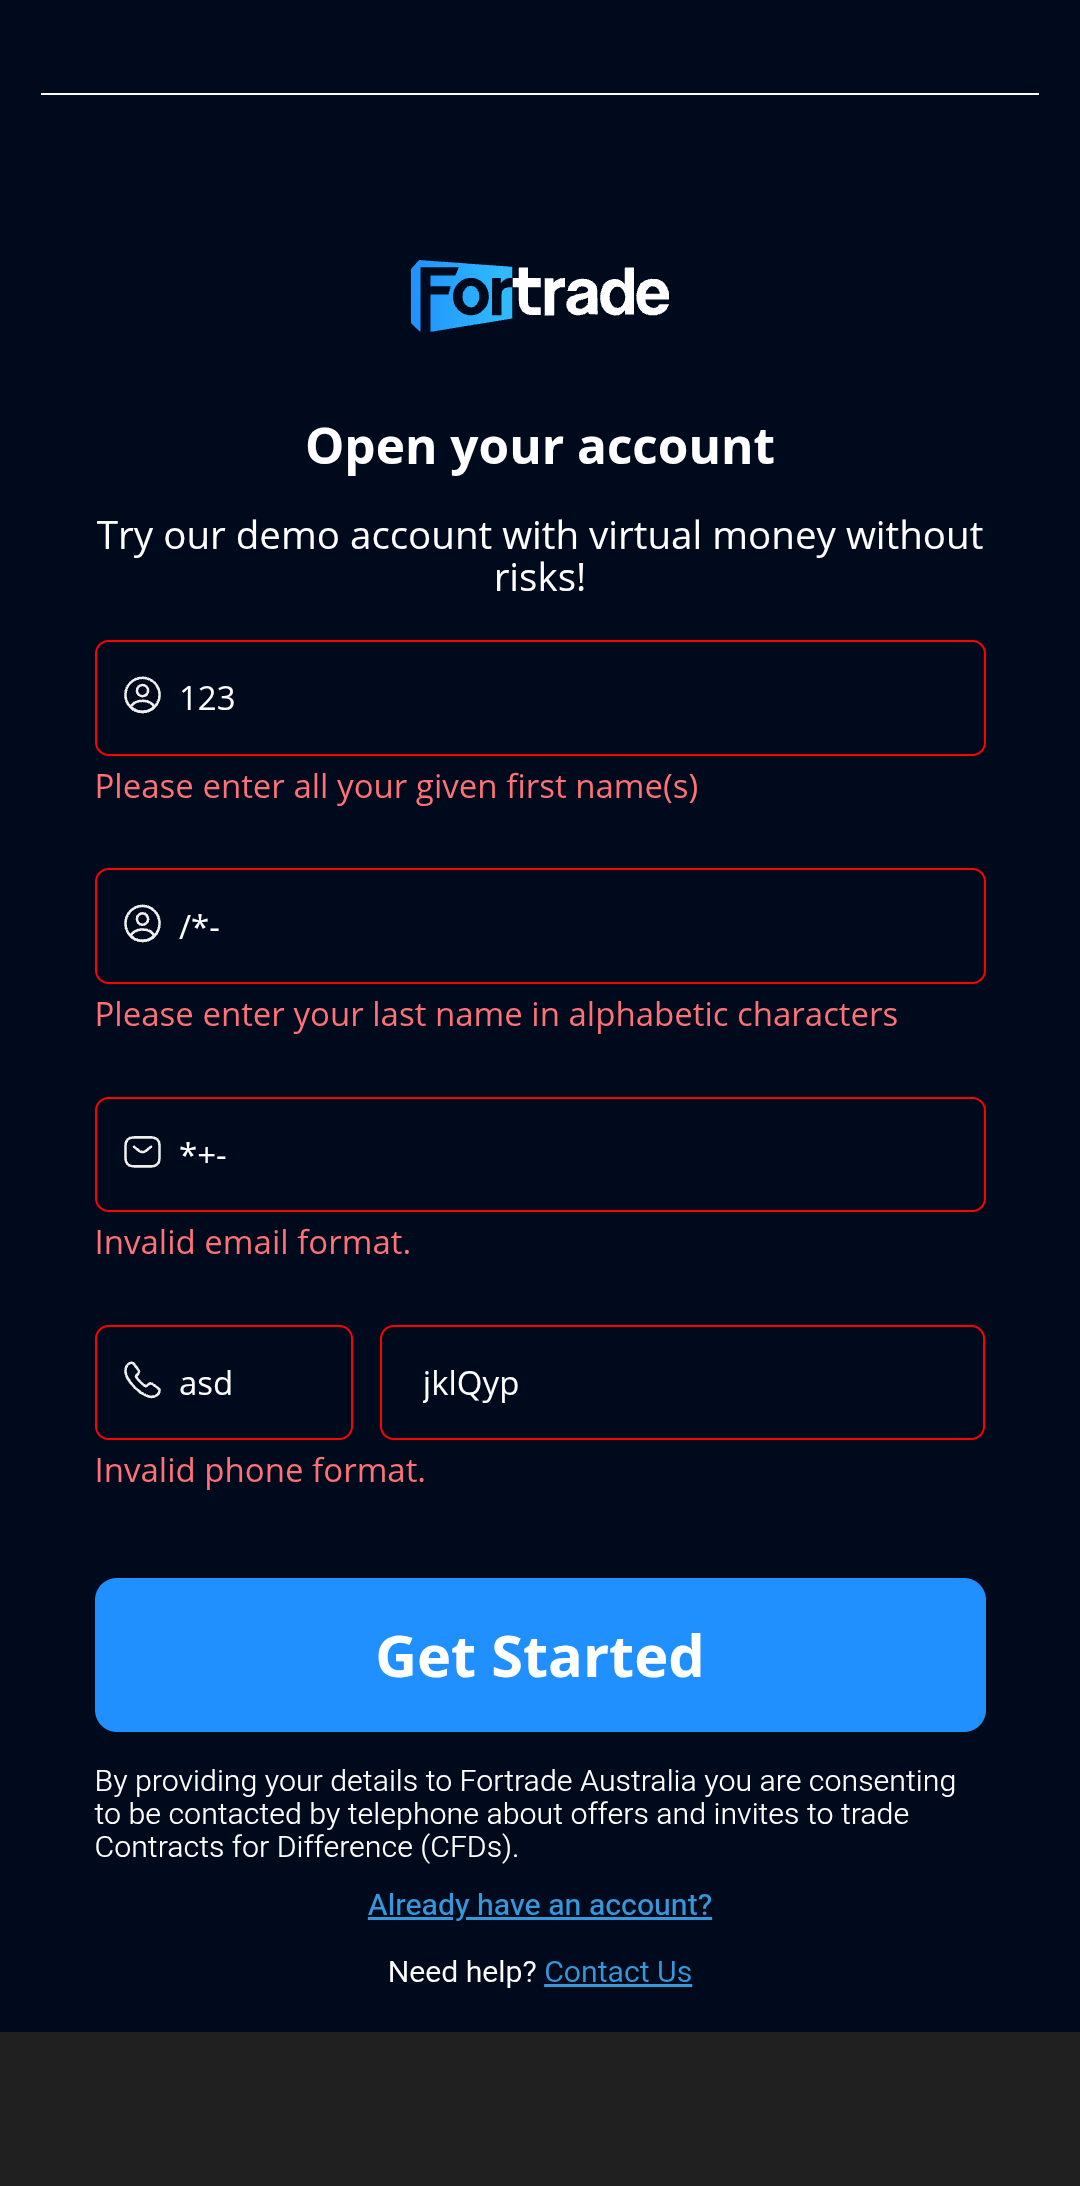 Fortrade
Open your account
Try our demo account with virtual money without
risks!
123
Please enter all your given first name(s)
/*-
Please enter your last name in alphabetic characters
*+-
Invalid email format.
asd jklQyp
Invalid phone format.
Get Started
By providing your details to Fortrade Australia you are consenting
to be contacted by telephone about offers and invites to trade
Contracts for Difference (CFDs).
Already have an account?
Need help? Contact Us